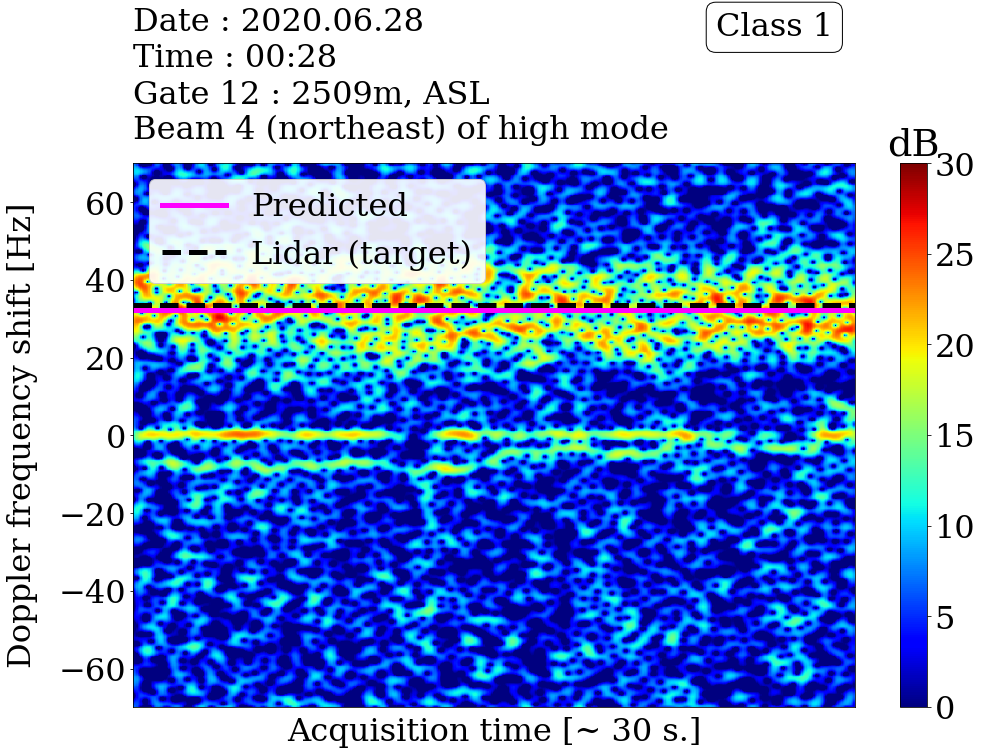 Date : 2020.06.28
Time : 00:28
Gate 12 : 2509m, ASL
Beam 4 (northeast) of high mode
Class 1
dB
Predicted
Lidar (target)
60
40
20
0
−20
−40
−60
Doppler frequency shift [Hz]
Acquisition time [~ 30 s.]
30
25
20
15
10
5
0